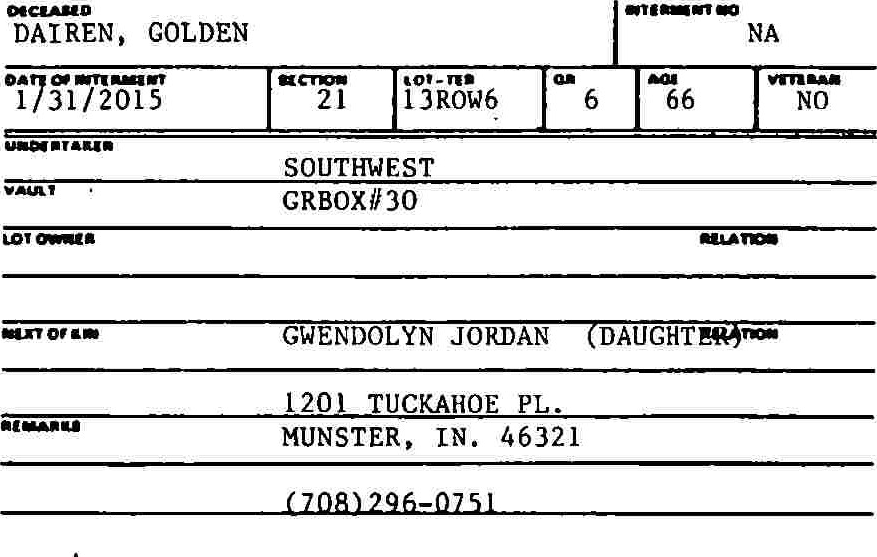 DECEASED INTERMENT NO
DAIREN, GOLDEN NA
DATE OF INTERMENT SECTION LOT-TER GR AGE VETERAN
1/31/2015 21 13ROW6 6 66 NO
UNDERTAKER
SOUTHWEST
VAULT
GRBOX#30
LOT OWNER RELATION
NEXT OF KIN GWENDOLYN JORDAN (DAUGHTER) RELATION
1201 TUCKAHOE PL.
REMARKS
MUNSTER, IN. 46321
(708)296-0751